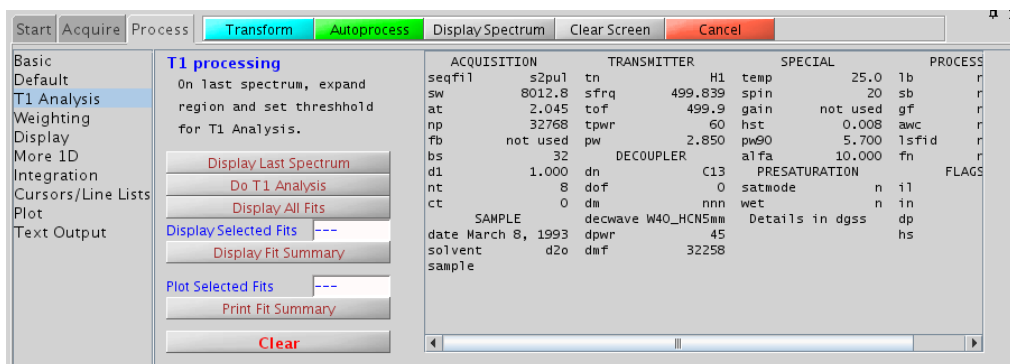 Start Acquire Process Transform Autoprocess Display Spectrum Clear Screen Cancel
Basic
Default
T1 Analysis
Weighting
Display
More 1D
Integration
Cursors/Line Lists
Plot
Text Output
T1 processing
On last spectrum, expand
region and set threshhold
for T1 Analysis.
Display Last Spectrum
Do T1 Analysis
Display All Fits
Display Selected Fits ---
Display Fit Summary
Plot Selected Fits ---
Print Fit Summary
Clear
ACQUISITION TRANSMITTER SPECIAL PROCESS
seqfil s2pul tn H1 temp 25.0 lb
sw 8012.8 sfrq 499.839 spin 20 sb
at 2.045 tof 499.9 gain not used gf
np 32768 tpwr 60 hst 0.008 awc
fb not used pw 2.850 pw90 5.700 lsfid
bs 32 DECOUPLER alfa 10.000 fn
d1 1.000 dn C13 PRESATURATION FLAGS
nt 8 dof 0 satmode n il
ct 0 dm nnn wet n in
SAMPLE decwave W40_HCN5mm Details in dgss dp
date March 8, 1993 dpwr 45 hs
solvent d2o dmf 32258
sample